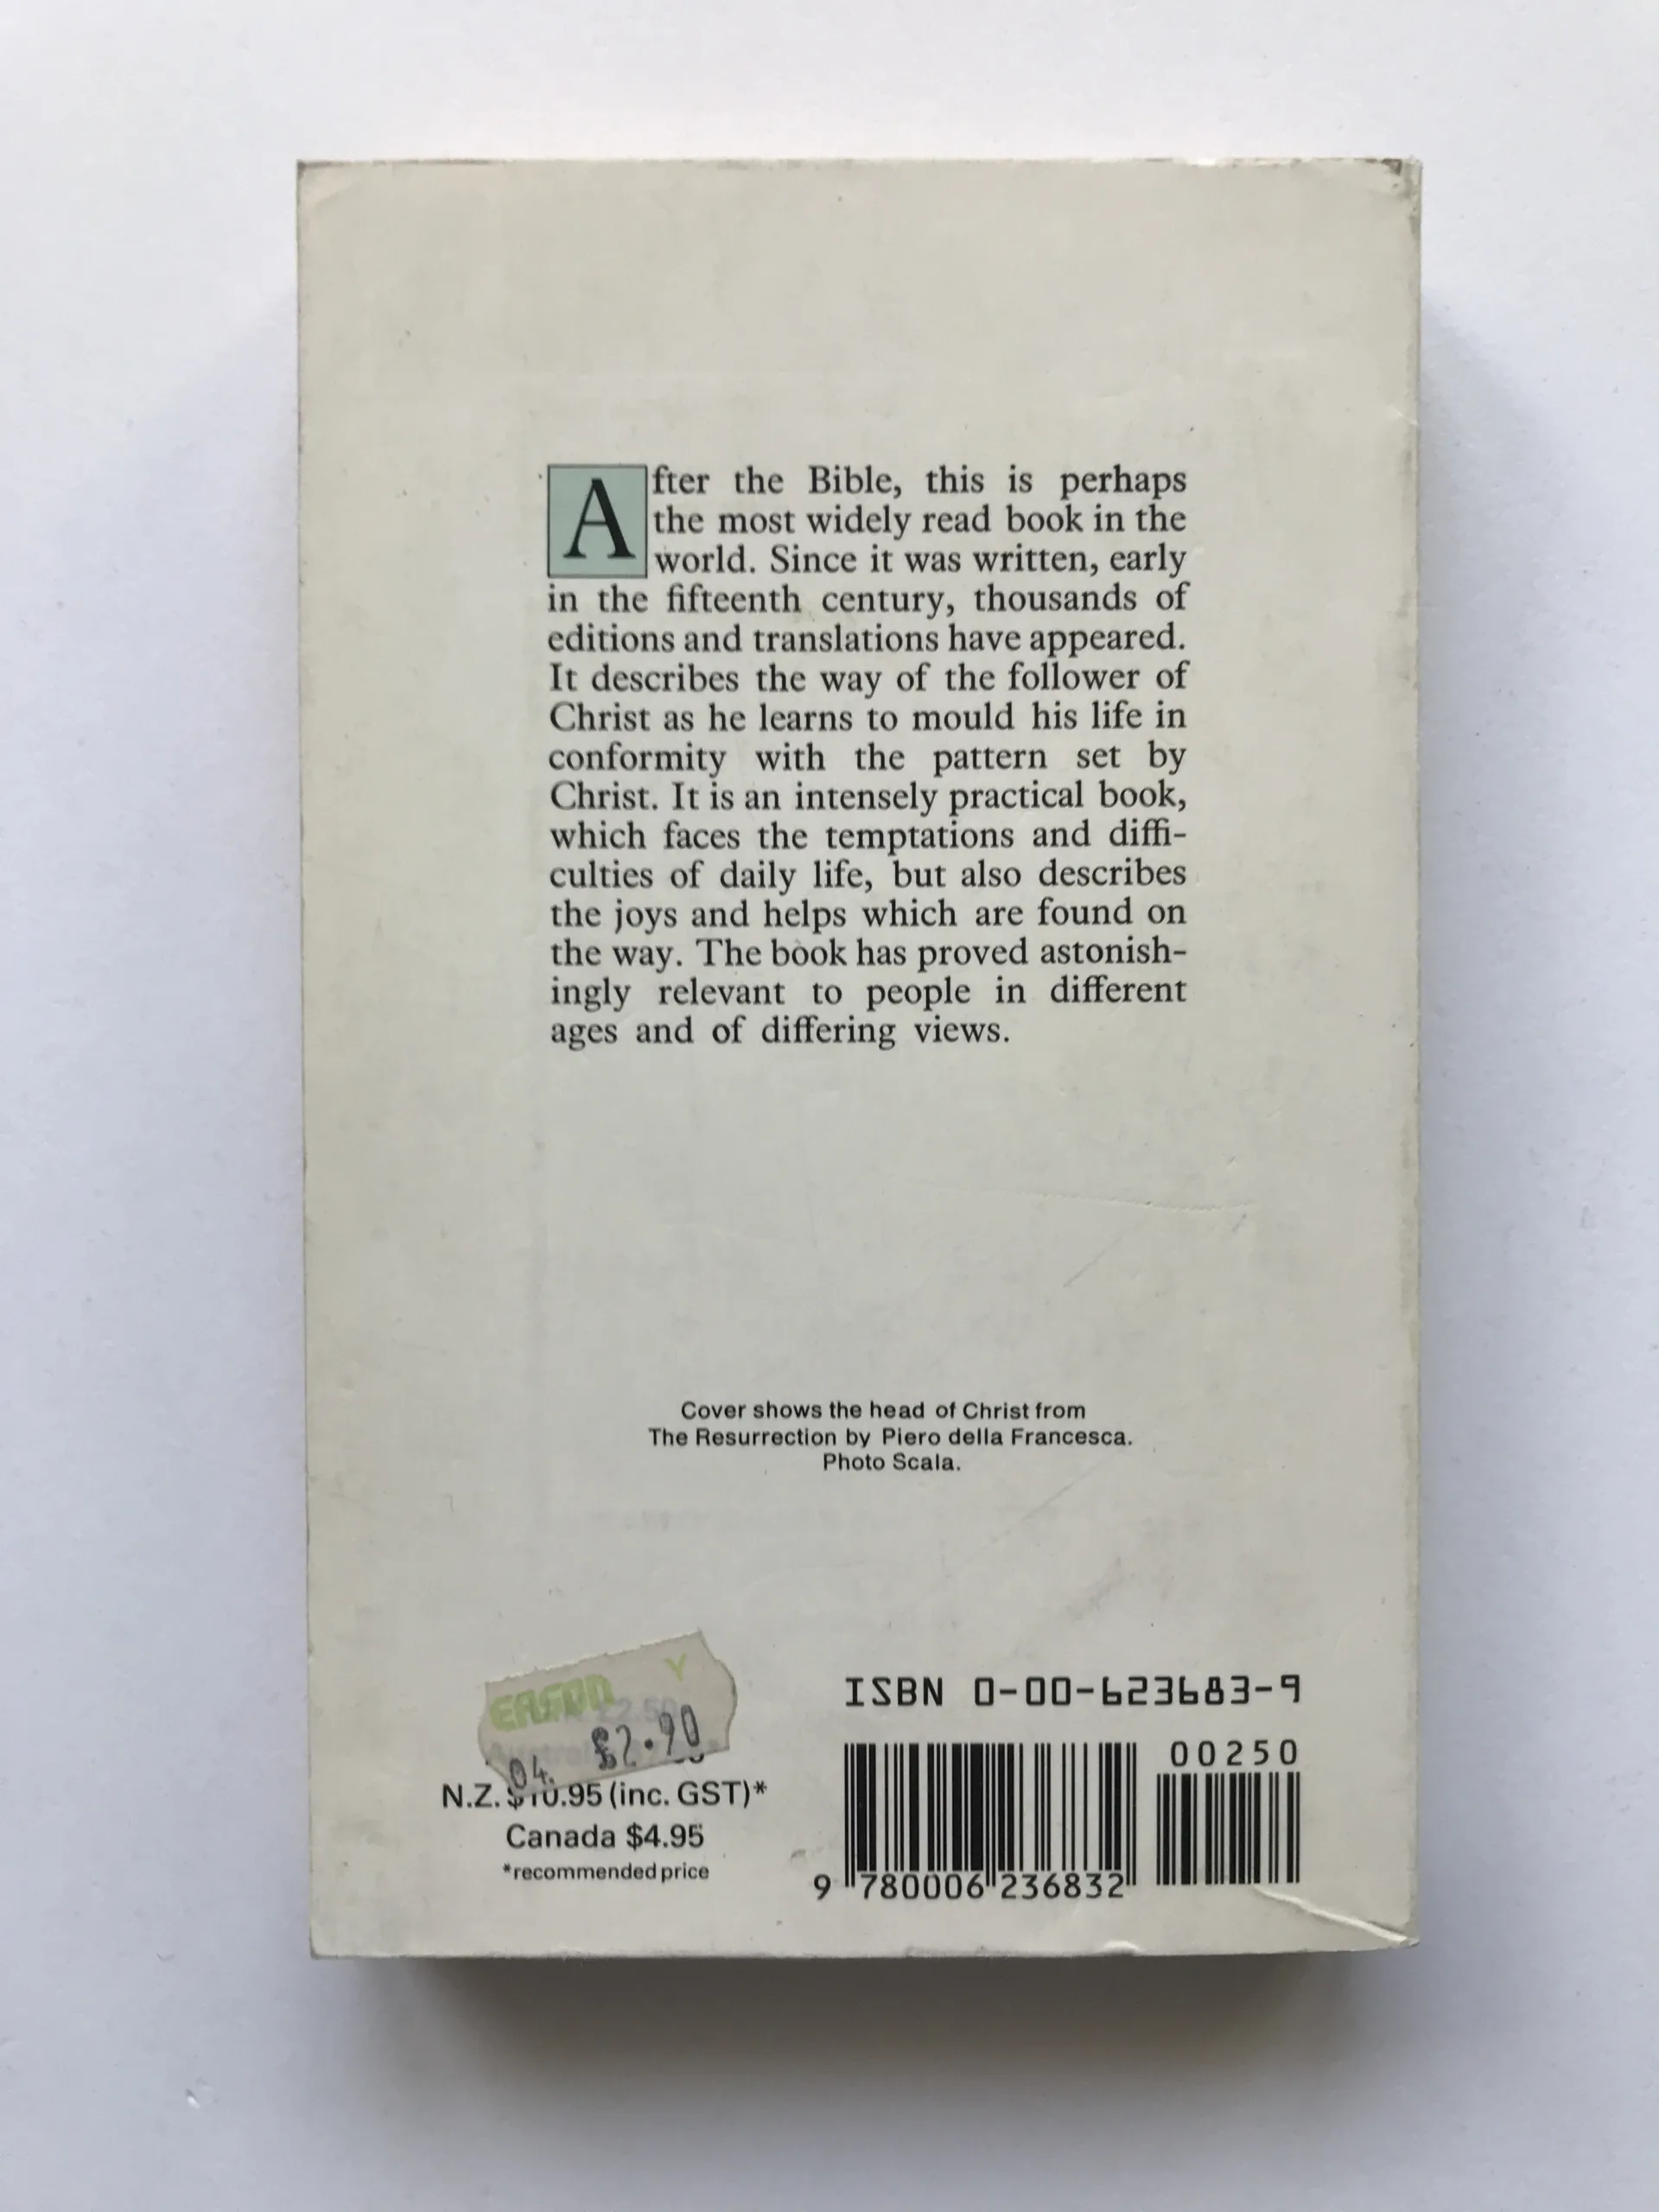 After the Bible, this is perhaps
the most widely read book in the
world. Since it was written, early
in the fifteenth century, thousands of
editions and translations have appeared.
It describes the way of the follower of
Christ as he learns to mould his life in
conformity with the pattern set by
Christ. It is an intensely practical book,
which faces the temptations and diffi-
culties of daily life, but also describes
the joys and helps which are found on
the way. The book has proved astonish-
ingly relevant to people in different
ages and of differing views.
Cover shows the head of Christ from
The Resurrection by Piero della Francesca.
Photo Scala.
EASON Y
£2.50
£2.90
04.
N.Z. $10.95 (inc. GST)*
Canada $4.95
*recommended price
ISBN 0-00-623683-9
00250
9 780006 236832